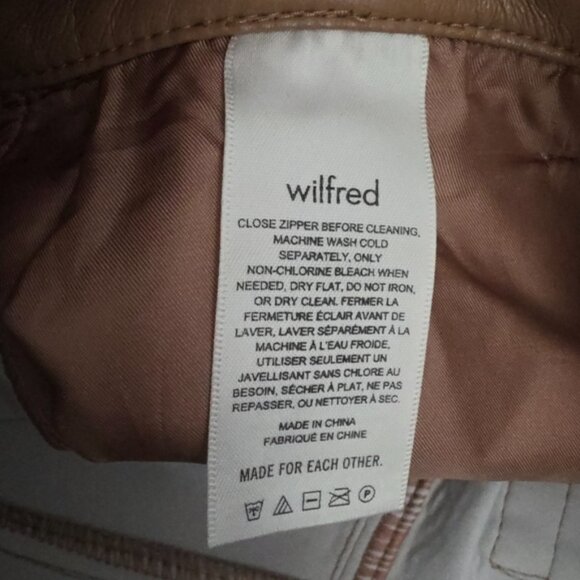 wilfred
CLOSE ZIPPER BEFORE CLEANING,
MACHINE WASH COLD
SEPARATELY, ONLY
NON-CHLORINE BLEACH WHEN
NEEDED, DRY FLAT, DO NOT IRON,
OR DRY CLEAN. FERMER LA
FERMETURE ÉCLAIR AVANT DE
LAVER, LAVER SÉPARÉMENT À LA
MACHINE À L'EAU FROIDE,
UTILISER SEULEMENT UN
JAVELLISANT SANS CHLORE AU
BESOIN, SÉCHER À PLAT, NE PAS
REPASSER, OU NETTOYER À SEC.
MADE IN CHINA
FABRIQUÉ EN CHINE
MADE FOR EACH OTHER.
P